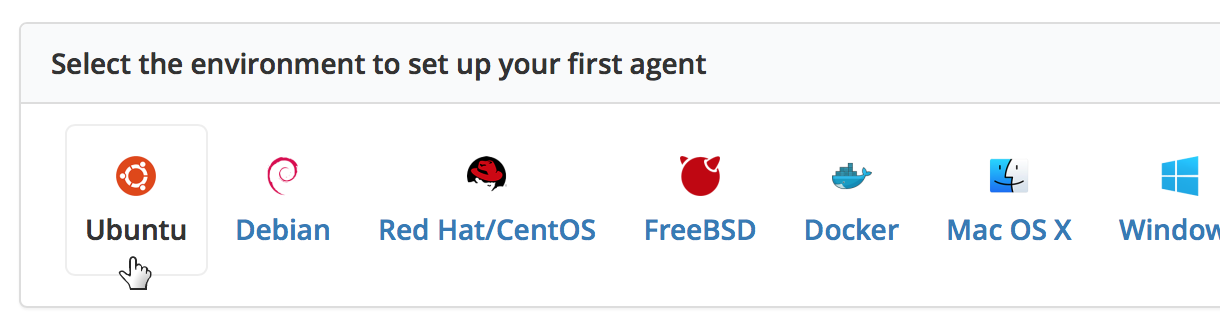 Select the environment to set up your first agent
Ubuntu Debian Red Hat/CentOS FreeBSD Docker Mac OS X Window